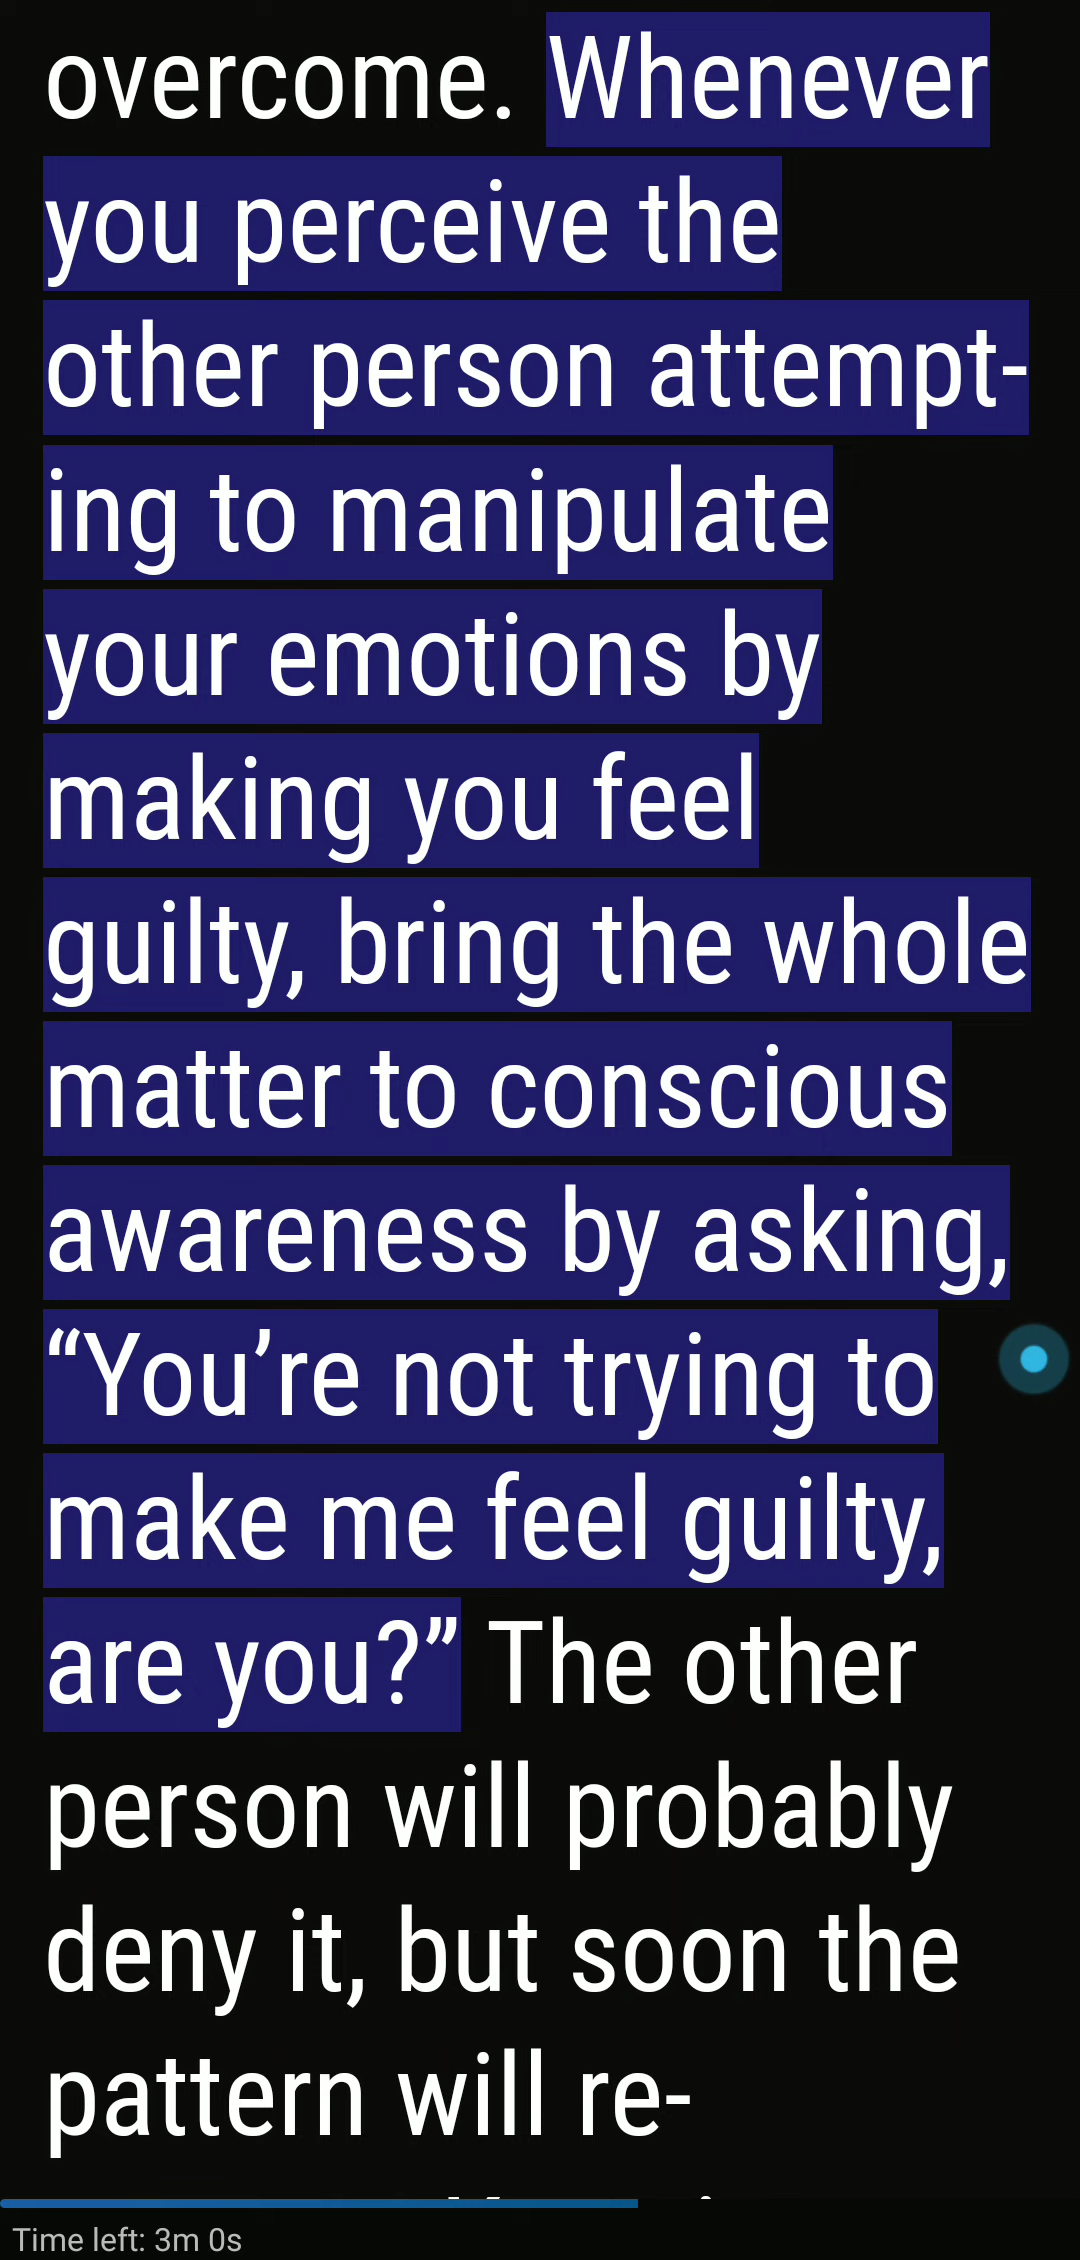 overcome. Whenever
you perceive the
other person attempt-
ing to manipulate
your emotions by
making you feel
guilty, bring the whole
matter to conscious
awareness by asking,
“You’re not trying to
make me feel guilty,
are you?” The other
person will probably
deny it, but soon the
pattern will re-
Time left: 3m 0s